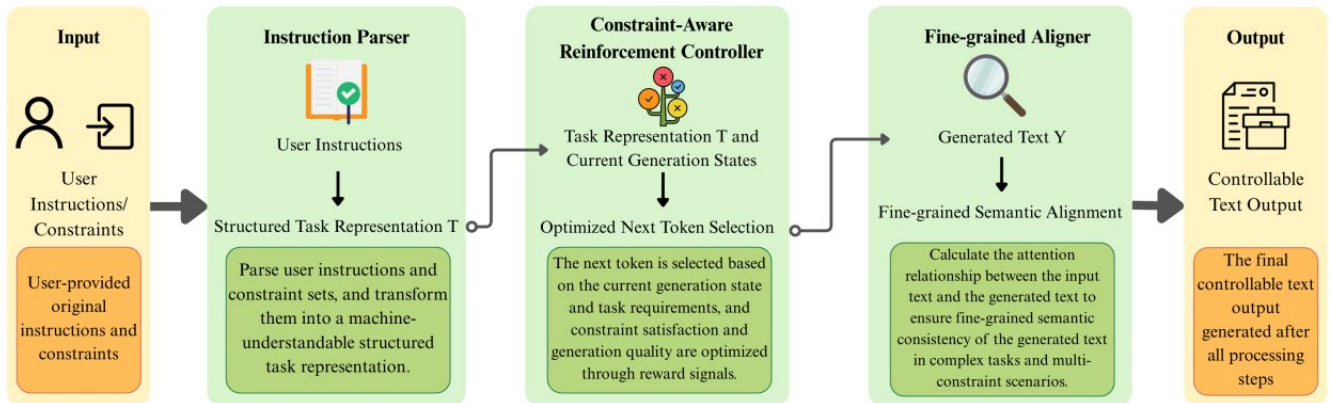 Input
User
Instructions/
Constraints
User-provided
original
instructions and
constraints
Instruction Parser
User Instructions
Structured Task Representation T
Parse user instructions and
constraint sets, and transform
them into a machine-
understandable structured
task representation.
Constraint-Aware
Reinforcement Controller
Task Representation T and
Current Generation States
Optimized Next Token Selection
The next token is selected based
on the current generation state
and task requirements, and
constraint satisfaction and
generation quality are optimized
through reward signals.
Fine-grained Aligner
Generated Text Y
Fine-grained Semantic Alignment
Calculate the attention
relationship between the input
text and the generated text to
ensure fine-grained semantic
consistency of the generated text
in complex tasks and multi-
constraint scenarios.
Output
Controllable
Text Output
The final
controllable text
output
generated after
all processing
steps